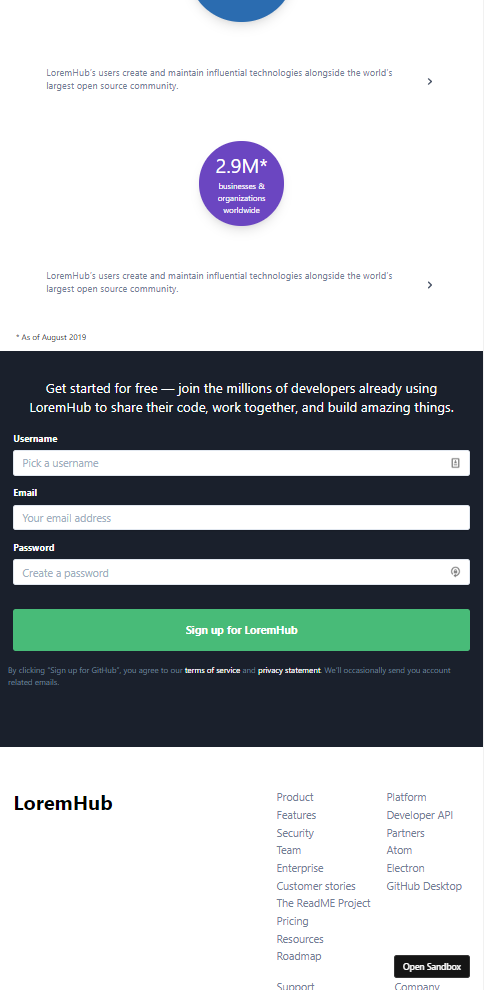 LoremHub's users create and maintain influential technologies alongside the world's
largest open source community.
2.9M*
businesses &
organizations
worldwide
LoremHub's users create and maintain influential technologies alongside the world's
largest open source community.
* As of August 2019
Get started for free — join the millions of developers already using
LoremHub to share their code, work together, and build amazing things.
Username
Pick a username
Email
Your email address
Password
Create a password
Sign up for LoremHub
By clicking "Sign up for GitHub", you agree to our terms of service and privacy statement. We'll occasionally send you account
related emails.
LoremHub
Product
Features
Security
Team
Enterprise
Customer stories
The ReadME Project
Pricing
Resources
Roadmap
Platform
Developer API
Partners
Atom
Electron
GitHub Desktop
Open Sandbox
Support
Company